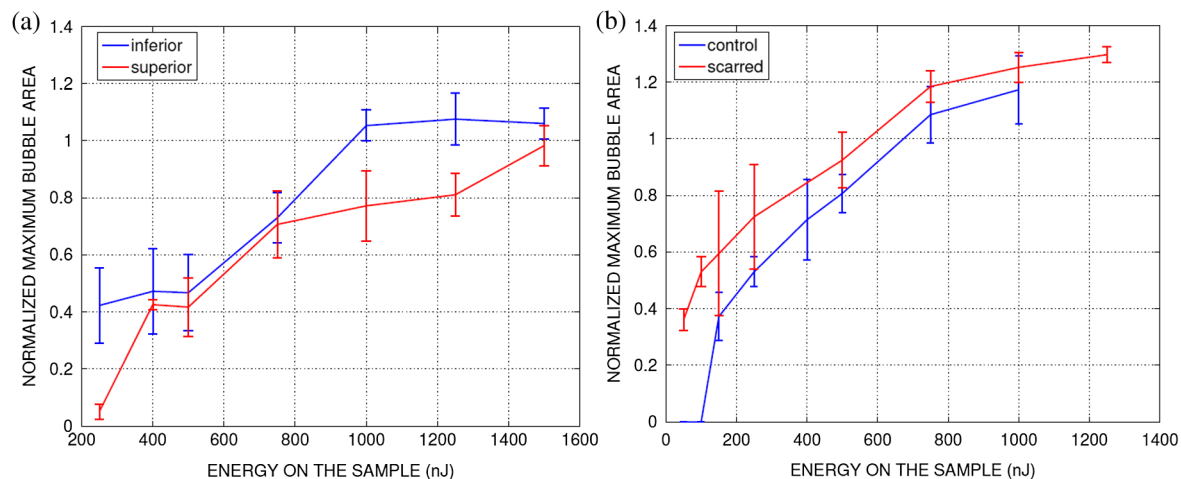 (a)
NORMALIZED MAXIMUM BUBBLE AREA
1.4
1.2
1
0.8
0.6
0.4
0.2
0
inferior
superior
200 400 600 800 1000 1200 1400 1600
ENERGY ON THE SAMPLE (nJ)
(b)
NORMALIZED MAXIMUM BUBBLE AREA
1.4
1.2
1
0.8
0.6
0.4
0.2
0
control
scarred
0 200 400 600 800 1000 1200 1400
ENERGY ON THE SAMPLE (nJ)